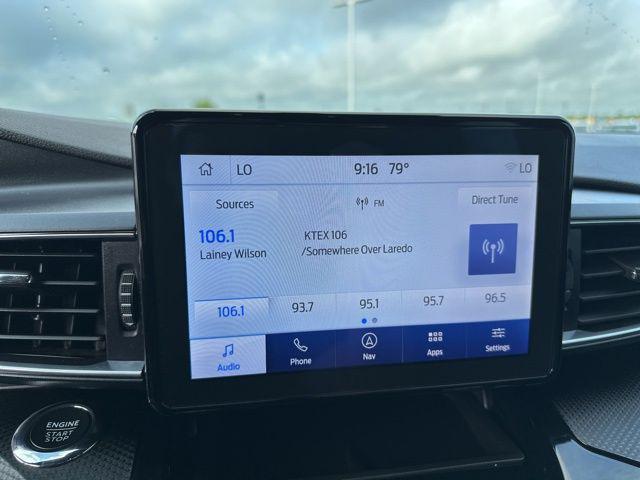 LO 9:16 79° LO
Sources FM Direct Tune
106.1 KTEX 106
Lainey Wilson /Somewhere Over Laredo
106.1 93.7 95.1 95.7 96.5
Audio Phone Nav Apps Settings
ENGINE
START
STOP